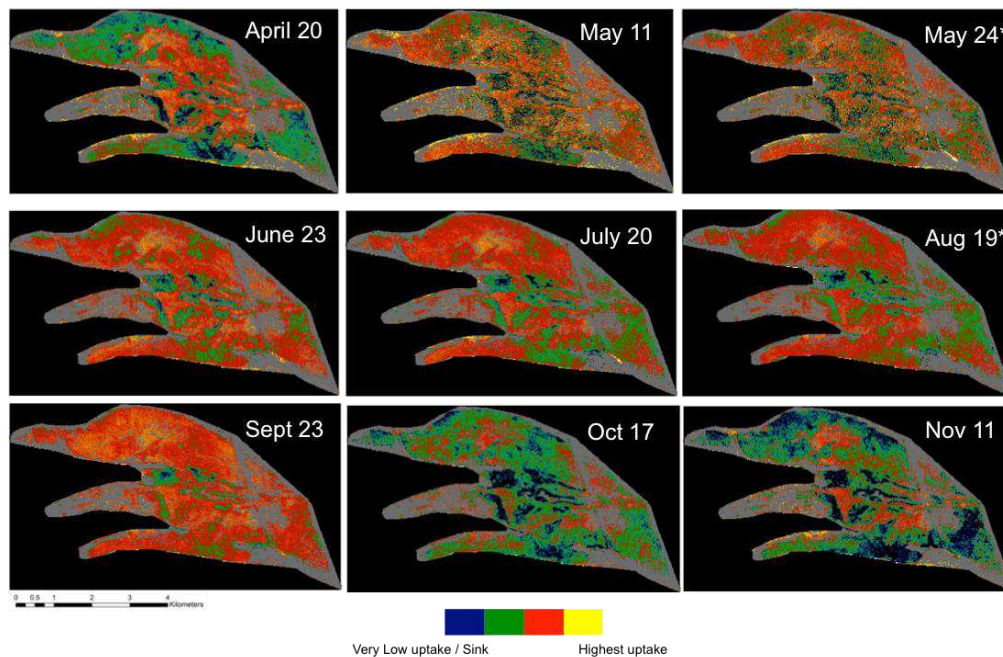 April 20
May 11
May 24*
June 23
July 20
Aug 19*
Sept 23
Oct 17
Nov 11
0 0.5 1 2 3 4
Kilometers
Very Low uptake / Sink Highest uptake